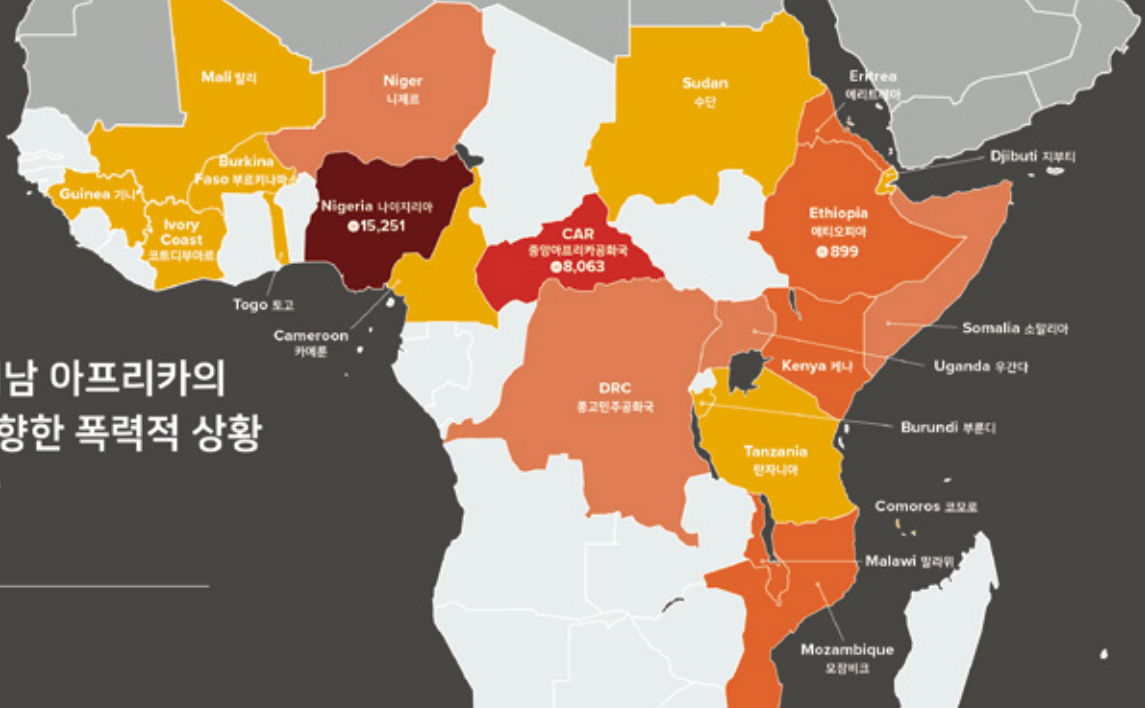 Mali 말리
Niger
니제르
Sudan
수단
Eritrea
에리트레아
Djibuti 지부티
Burkina
Faso 부르키나파소
Guinea 기니
Ivory
Coast
코트디부아르
Nigeria 나이지리아
15,251
CAR
중앙아프리카공화국
8,063
Ethiopia
에티오피아
899
Togo 토고
Cameroon
카메룬
Somalia 소말리아
Uganda 우간다
Kenya 케냐
남 아프리카의
향한 폭력적 상황
DRC
콩고민주공화국
Burundi 부룬디
Tanzania
탄자니아
Comoros 코모로
Malawi 말라위
Mozambique
모잠비크